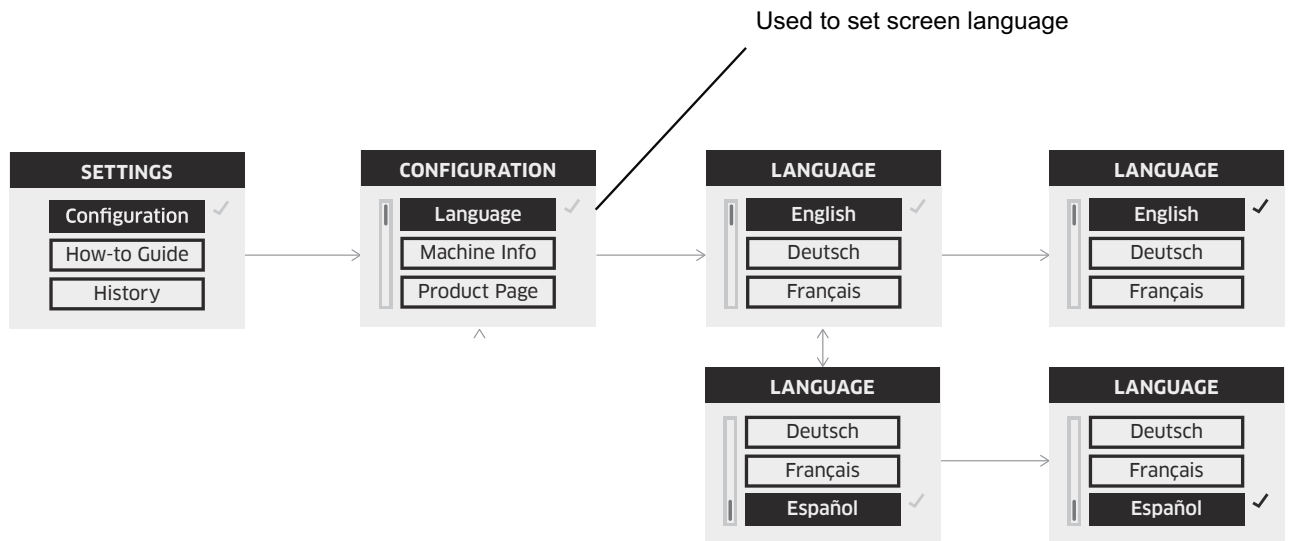 Used to set screen language
SETTINGS
Configuration
How-to Guide
History
CONFIGURATION
Language
Machine Info
Product Page
LANGUAGE
English
Deutsch
Français
LANGUAGE
English
Deutsch
Français
LANGUAGE
Deutsch
Français
Español
LANGUAGE
Deutsch
Français
Español